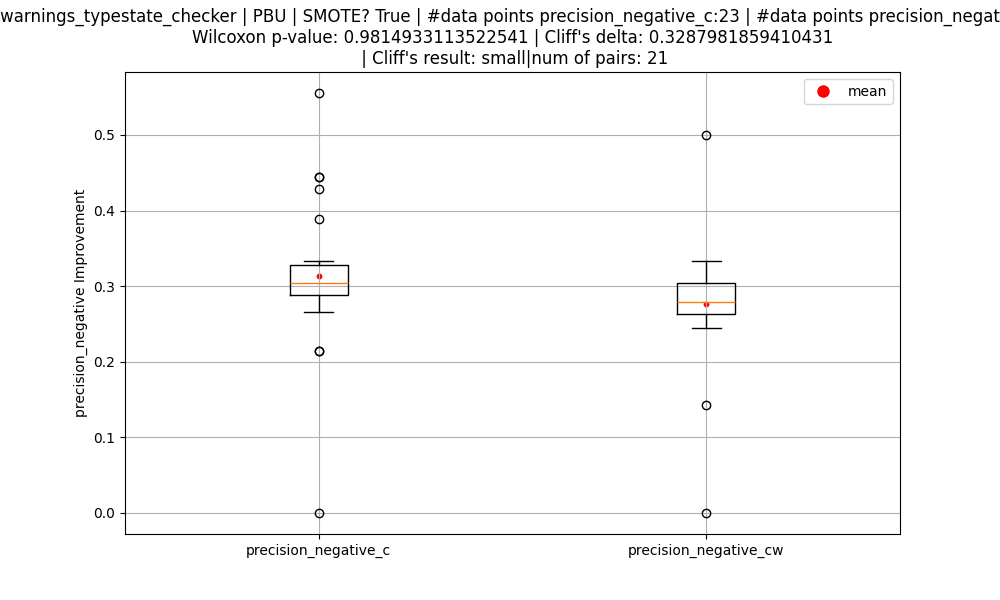 warnings_typestate_checker | PBU | SMOTE? True | #data points precision_negative_c:23 | #data points
Wilcoxon p-value: 0.9814933113522541 | Cliff's delta: 0.3287981859410431
| Cliff's result: small|num of pairs: 21
mean
0.5
0.4
0.3
0.2
0.1
0.0
precision_negative Improvement
precision_negative_c
precision_negative_cw